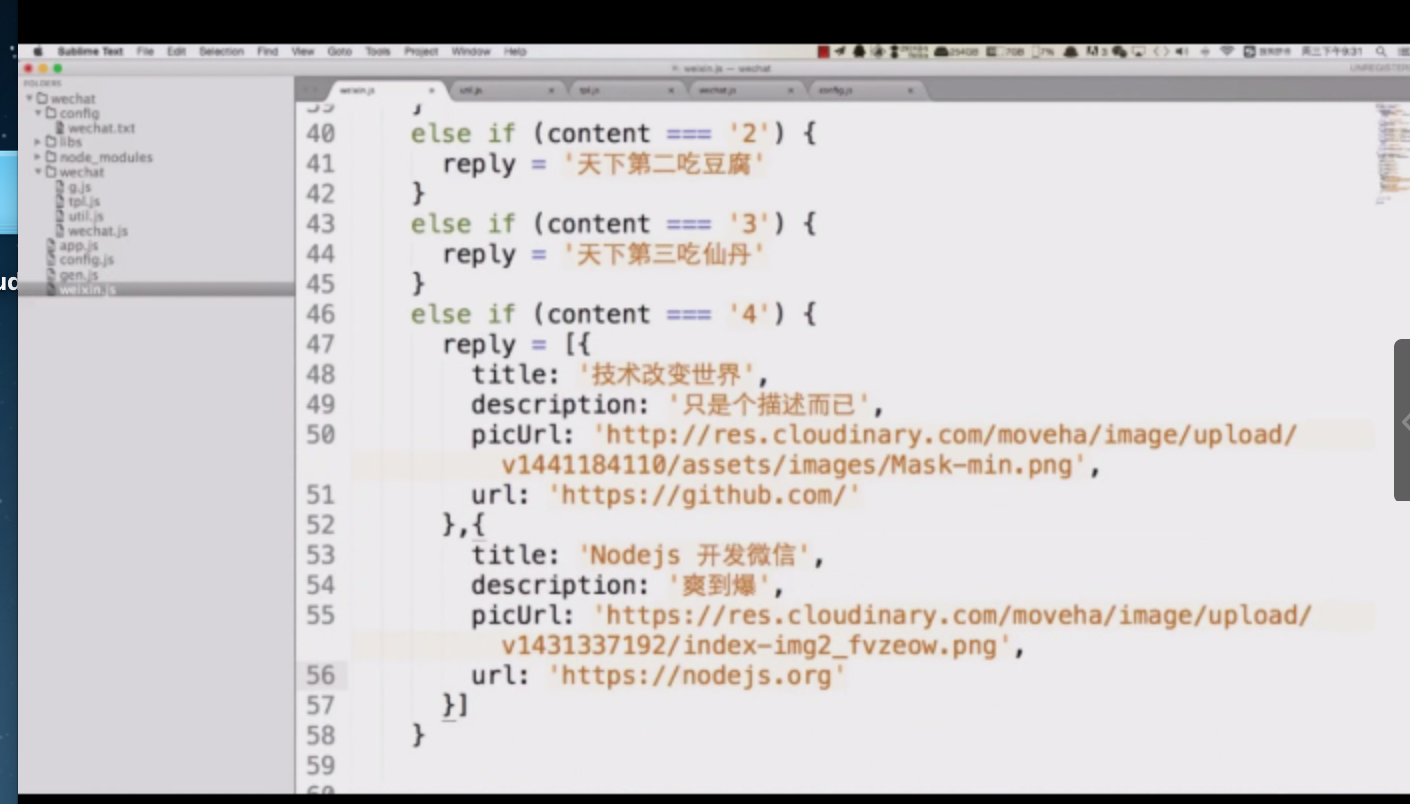 Sublime Text File Edit Selection Find View Goto Tools Project Window Help
weixin.js — wechat
UNREGISTER
FOLDERS
wechat
config
wechat.txt
libs
node_modules
wechat
g.js
tpl.js
util.js
wechat.js
app.js
config.js
gen.js
weixin.js
weixin.js util.js tpl.js wechat.js config.js
39 }
40 else if (content === '2') {
41 reply = '天下第二吃豆腐'
42 }
43 else if (content === '3') {
44 reply = '天下第三吃仙丹'
45 }
46 else if (content === '4') {
47 reply = [{
48 title: '技术改变世界',
49 description: '只是个描述而已',
50 picUrl: 'http://res.cloudinary.com/moveha/image/upload/
v1441184110/assets/images/Mask-min.png',
51 url: 'https://github.com/'
52 },{
53 title: 'Nodejs 开发微信',
54 description: '爽到爆',
55 picUrl: 'https://res.cloudinary.com/moveha/image/upload/
v1431337192/index-img2_fvzeow.png',
56 url: 'https://nodejs.org'
57 }]
58 }
59
60